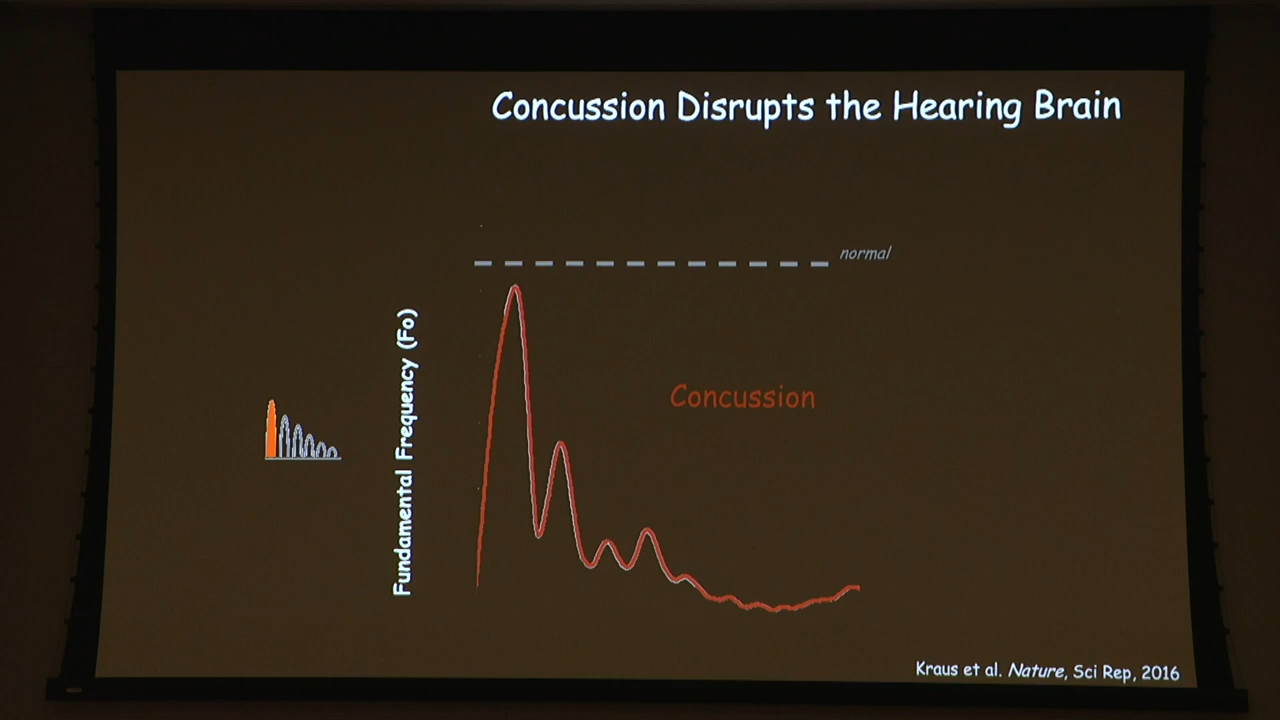 Concussion Disrupts the Hearing Brain
normal
Fundamental Frequency (Fo)
Concussion
Kraus et al. Nature, Sci Rep, 2016